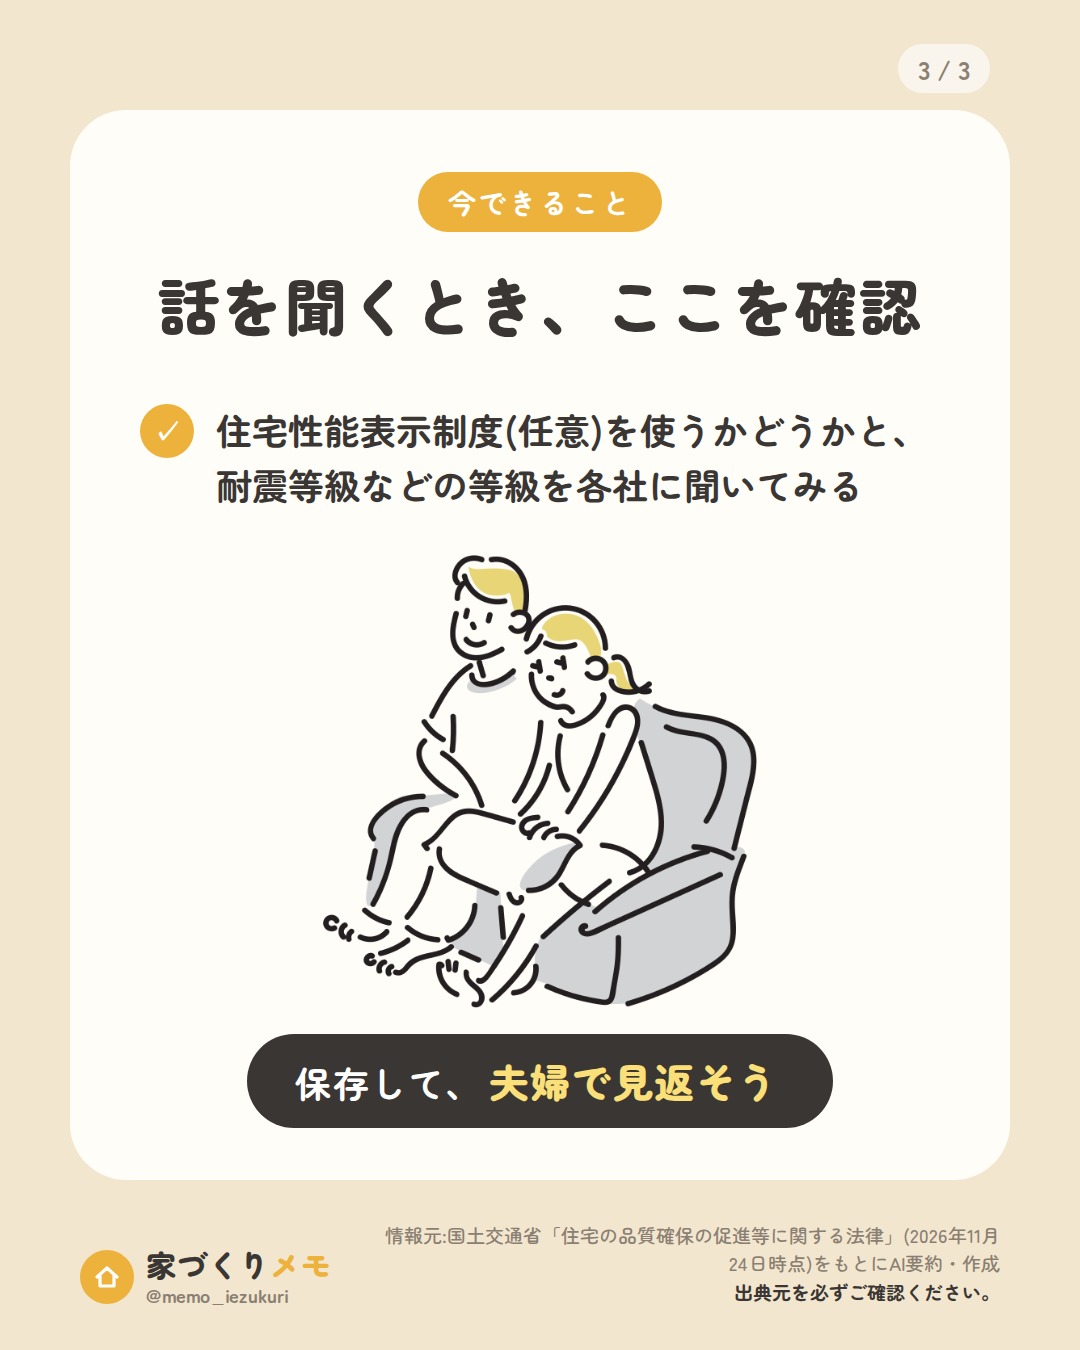 3 / 3
今できること
話を聞くとき、ここを確認
✓ 住宅性能表示制度(任意)を使うかどうかと、
耐震等級などの等級を各社に聞いてみる
保存して、夫婦で見返そう
情報元:国土交通省「住宅の品質確保の促進等に関する法律」(2026年11月
24日時点)をもとにAI要約・作成
出典元を必ずご確認ください。
家づくりメモ
@memo_iezukuri